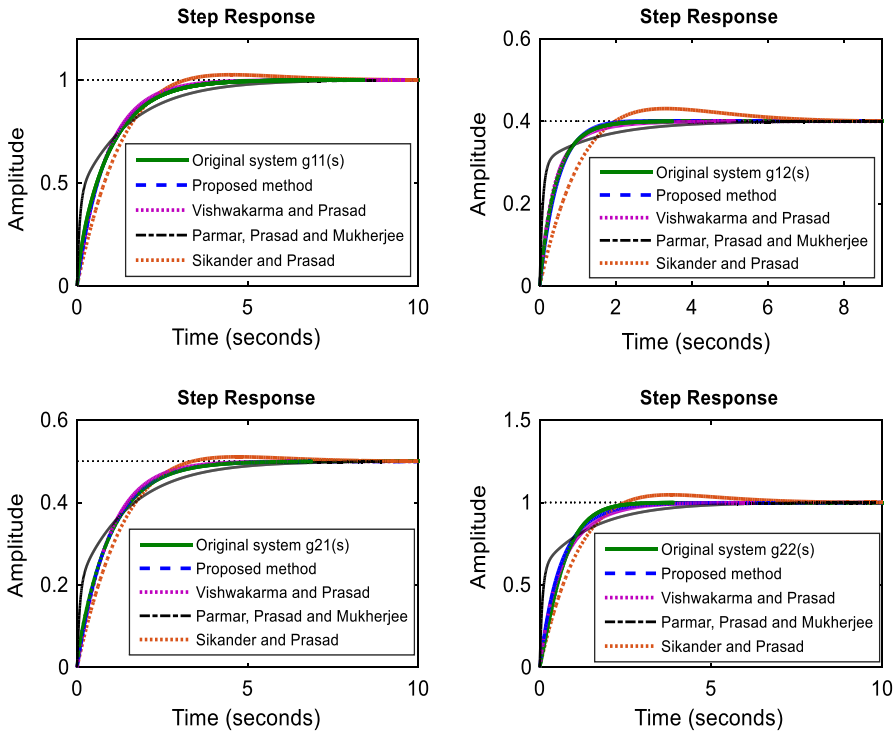 Step Response
Amplitude
1
0.5
0
0
5
10
Time (seconds)
Original system g11(s)
Proposed method
Vishwakarma and Prasad
Parmar, Prasad and Mukherjee
Sikander and Prasad
Step Response
Amplitude
0.6
0.4
0.2
0
0
2
4
6
8
Time (seconds)
Original system g12(s)
Proposed method
Vishwakarma and Prasad
Parmar, Prasad and Mukherjee
Sikander and Prasad
Step Response
Amplitude
0.6
0.4
0.2
0
0
5
10
Time (seconds)
Original system g21(s)
Proposed method
Vishwakarma and Prasad
Parmar, Prasad and Mukherjee
Sikander and Prasad
Step Response
Amplitude
1.5
1
0.5
0
0
5
10
Time (seconds)
Original system g22(s)
Proposed method
Vishwakarma and Prasad
Parmar, Prasad and Mukherjee
Sikander and Prasad